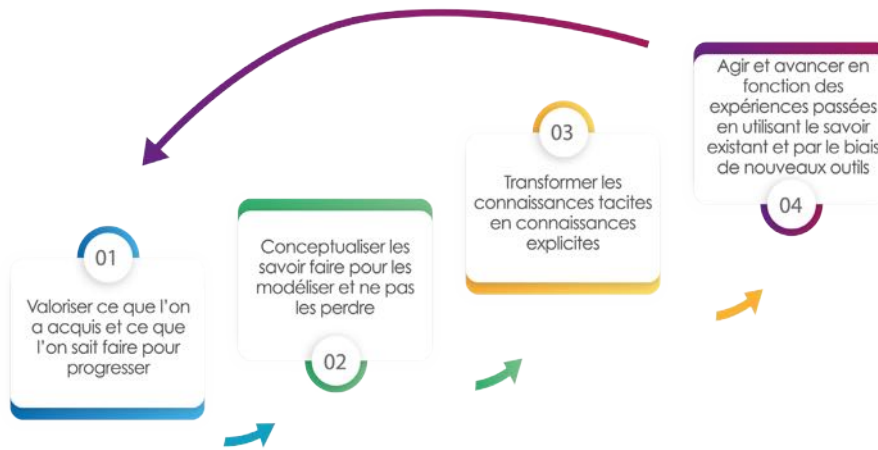 01
Valoriser ce que l'on
a acquis et ce que
l'on sait faire pour
progresser
Conceptualiser les
savoir faire pour les
modéliser et ne pas
les perdre
02
03
Transformer les
connaissances tacites
en connaissances
explicites
Agir et avancer en
fonction des
expériences passées
en utilisant le savoir
existant et par le biais
de nouveaux outils
04